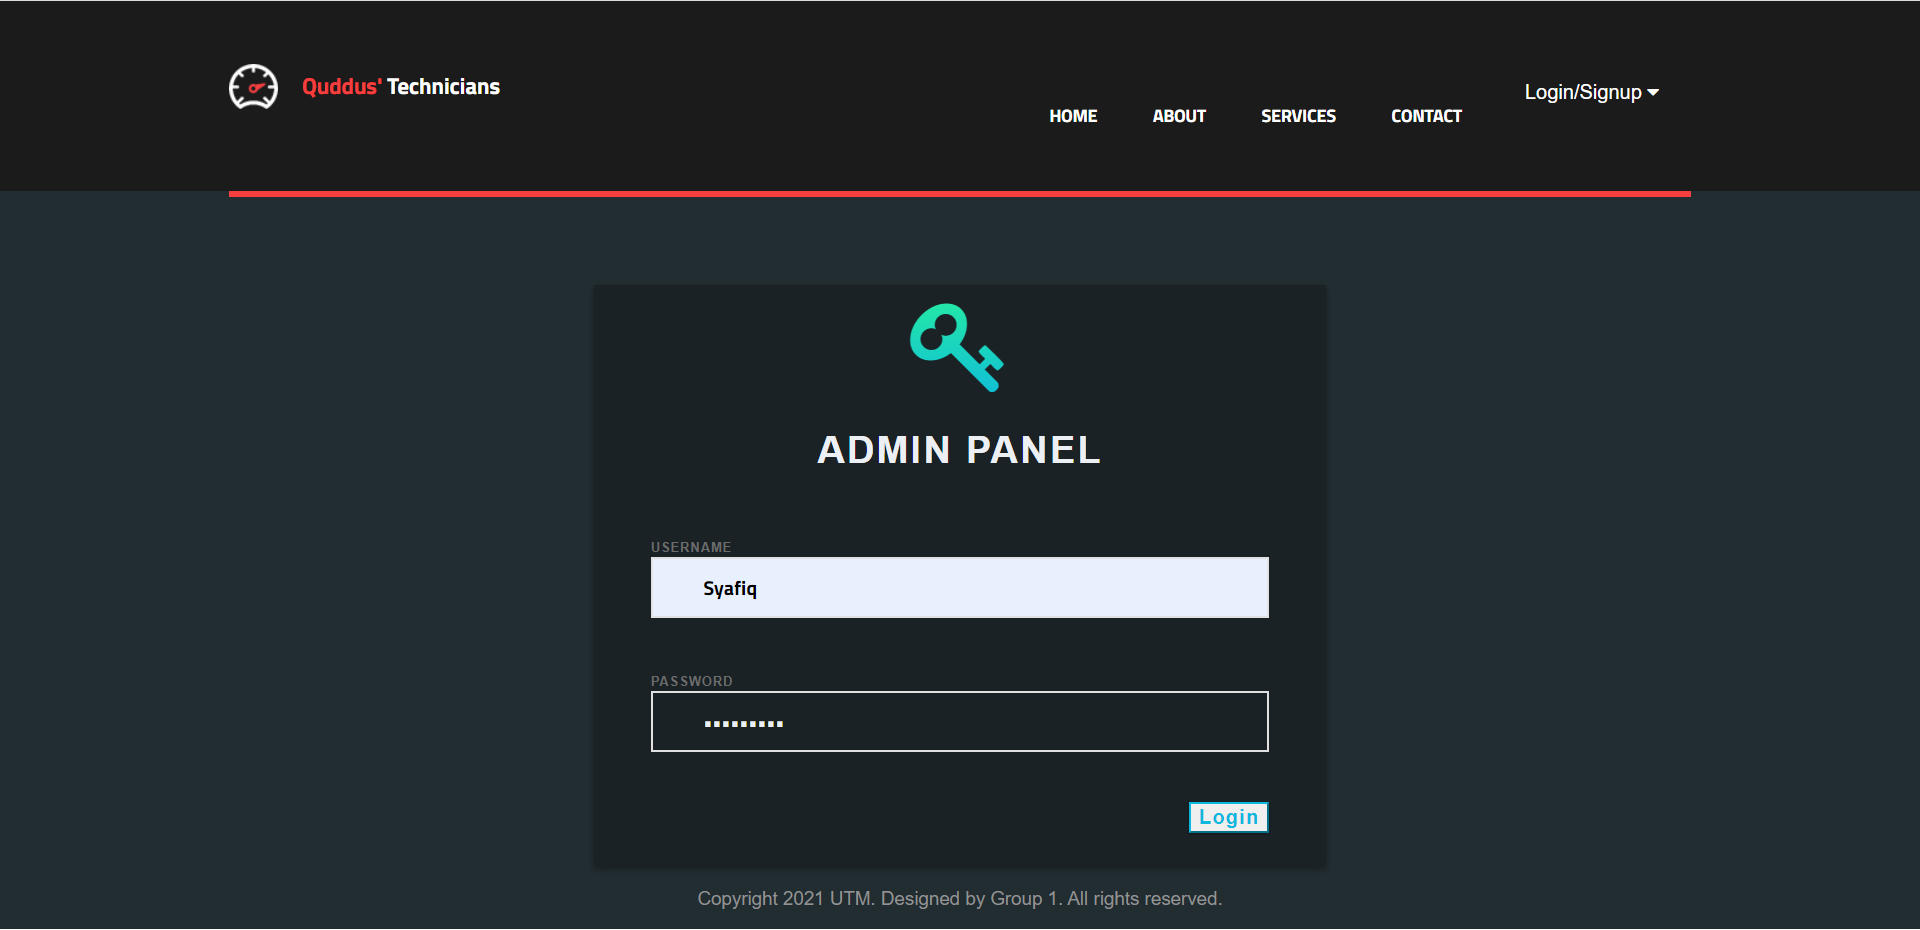 Quddus' Technicians
HOME ABOUT SERVICES CONTACT Login/Signup
ADMIN PANEL
USERNAME
Syafiq
PASSWORD
Login
Copyright 2021 UTM. Designed by Group 1. All rights reserved.